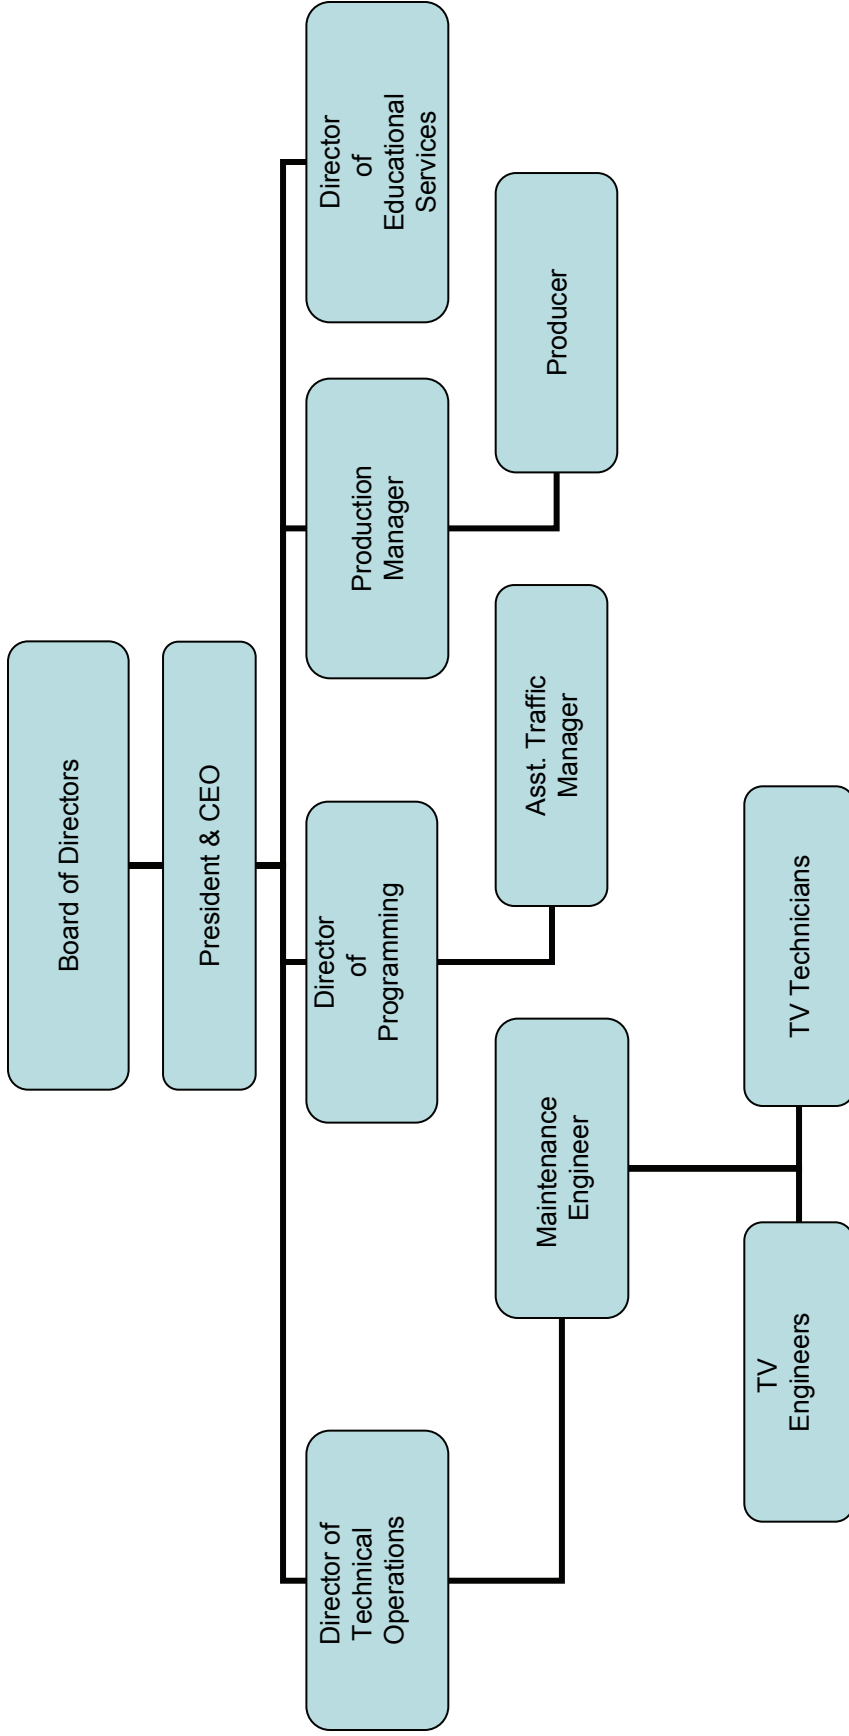 Board of Directors
President & CEO
Director of
Technical
Operations
Director
of
Programming
Production
Manager
Director
of
Educational
Services
Maintenance
Engineer
Asst. Traffic
Manager
Producer
TV
Engineers
TV Technicians